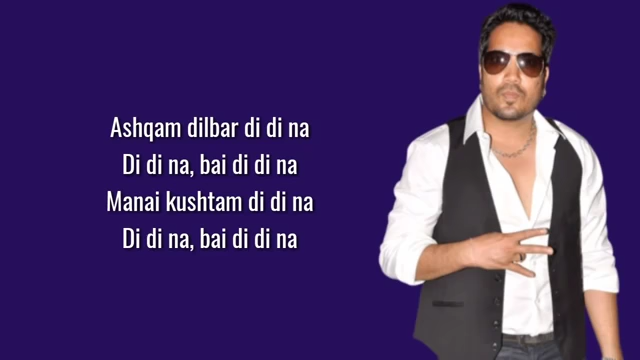 Ashqam dilbar di di na
Di di na, bai di di na
Manai kushtam di di na
Di di na, bai di di na